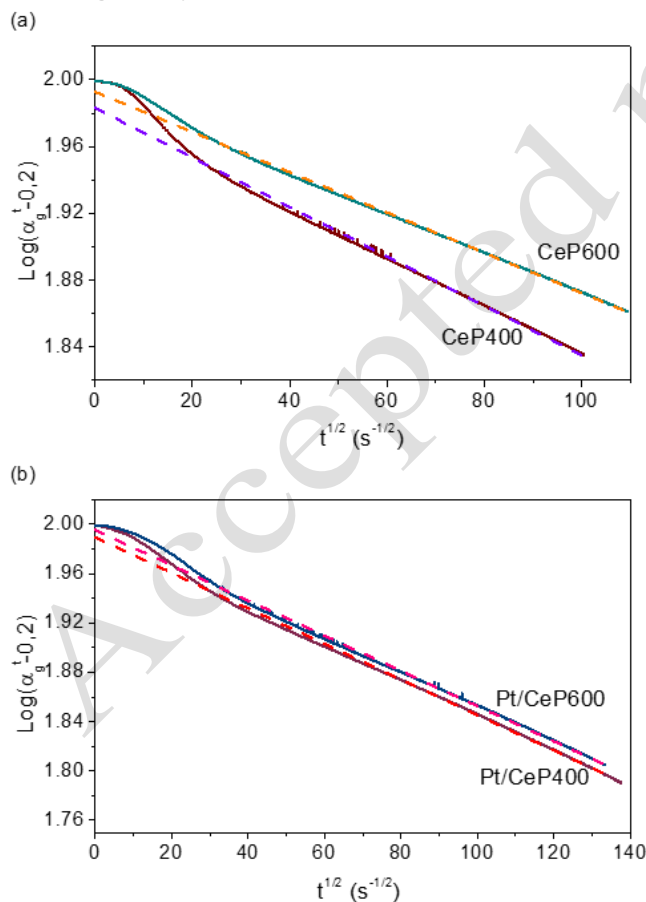 (a)
2.00
1.96
1.92
1.88
1.84
Log(α_g^t-0,2)
CeP600
CeP400
0 20 40 60 80 100
t^1/2 (s^-1/2)
(b)
2.00
1.96
1.92
1.88
1.84
1.80
1.76
Log(α_g^t-0,2)
Pt/CeP600
Pt/CeP400
0 20 40 60 80 100 120 140
t^1/2 (s^-1/2)
Accepted